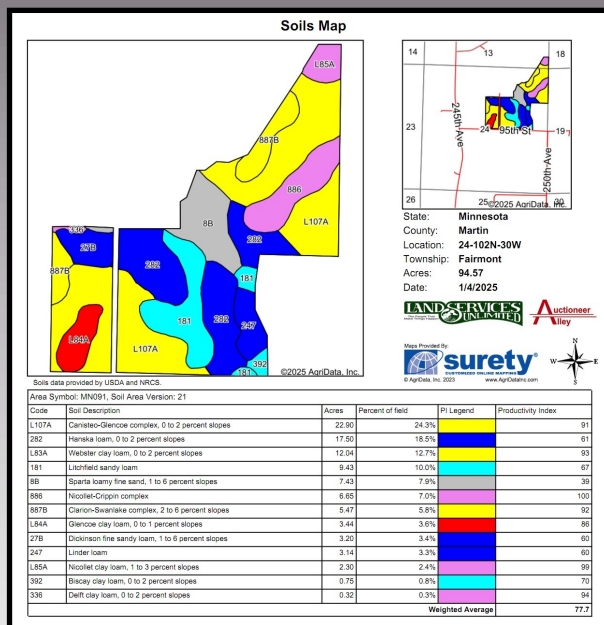 Soils Map
L85A
887B
886
L107A
8B
282
336
27B
887B
282
181
181
282
247
L84A
L107A
392
181
©2025 AgriData, Inc.
Soils data provided by USDA and NRCS.
14
13
18
23
24
19
26
25
30
245th Ave
95th St
250th Ave
©2025 AgriData, Inc.
State: Minnesota
County: Martin
Location: 24-102N-30W
Township: Fairmont
Acres: 94.57
Date: 1/4/2025
LAND SERVICES
UNLIMITED
Auctioneer
Alley
Maps Provided By:
surety®
CUSTOMIZED ONLINE MAPPING
© AgriData, Inc. 2023 www.AgriDataInc.com
N
W E
S
Area Symbol: MN091, Soil Area Version: 21
Code Soil Description Acres Percent of field PI Legend Productivity Index
L107A Canisteo-Glencoe complex, 0 to 2 percent slopes 22.90 24.3% 91
282 Hanska loam, 0 to 2 percent slopes 17.50 18.5% 61
L83A Webster clay loam, 0 to 2 percent slopes 12.04 12.7% 93
181 Litchfield sandy loam 9.43 10.0% 67
8B Sparta loamy fine sand, 1 to 6 percent slopes 7.43 7.9% 39
886 Nicollet-Crippin complex 6.65 7.0% 100
887B Clarion-Swanlake complex, 2 to 6 percent slopes 5.47 5.8% 92
L84A Glencoe clay loam, 0 to 1 percent slopes 3.44 3.6% 86
27B Dickinson fine sandy loam, 1 to 6 percent slopes 3.20 3.4% 60
247 Linder loam 3.14 3.3% 60
L85A Nicollet clay loam, 1 to 3 percent slopes 2.30 2.4% 99
392 Biscay clay loam, 0 to 2 percent slopes 0.75 0.8% 70
336 Delft clay loam, 0 to 2 percent slopes 0.32 0.3% 94
Weighted Average 77.7